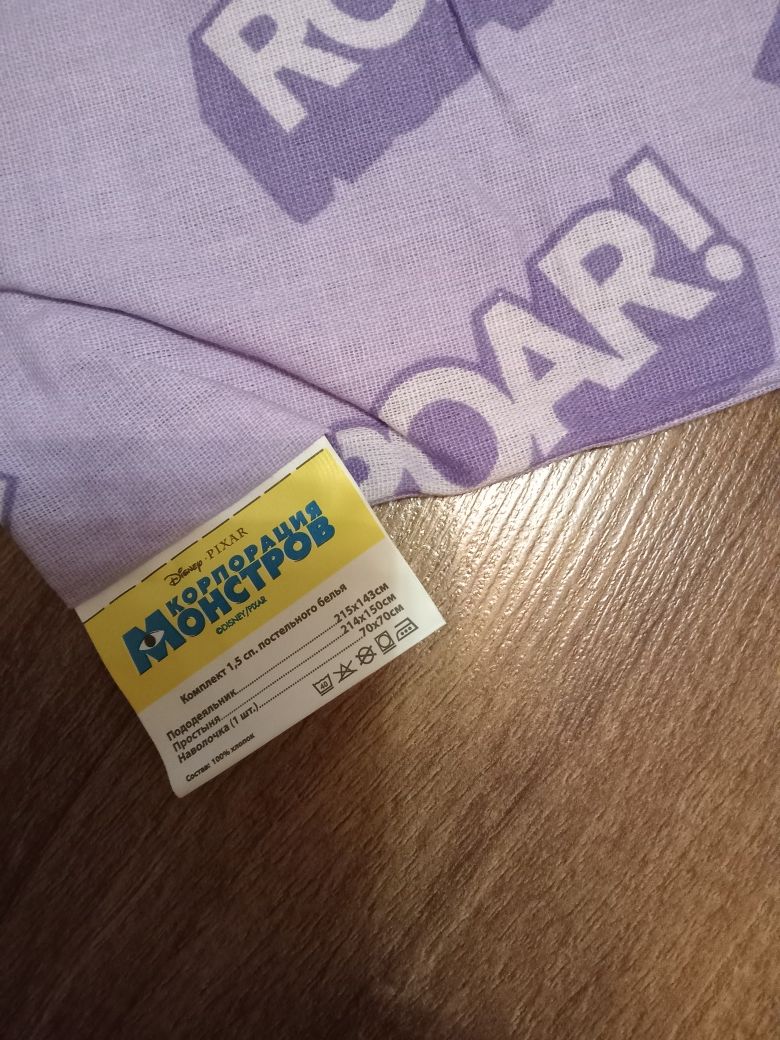 RO
ROAR!
Disney · PIXAR
КОРПОРАЦИЯ
МОНСТРОВ
©DISNEY/PIXAR
Комплект 1,5 сп. постельного белья
Пододеяльник....................215x143см
Простыня....................214x150см
Наволочка (1 шт.)....................70x70см
40
Состав: 100% хлопок